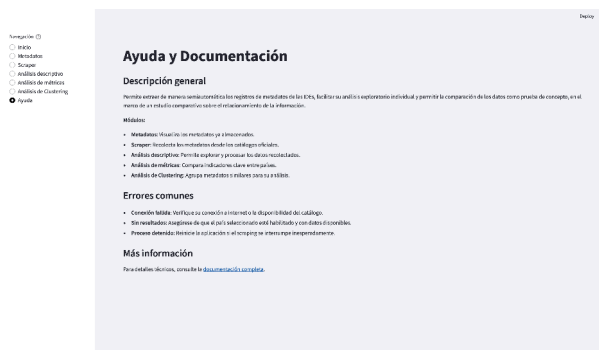 Deploy
Navegación
Inicio
Metadatos
Scraper
Análisis descriptivo
Análisis de métricas
Análisis de Clustering
Ayuda
Ayuda y Documentación
Descripción general
Permite extraer de manera semiautomática los registros de metadatos de las IDEs, facilitar su análisis exploratorio individual y permitir la comparación de los datos como prueba de concepto, en el
marco de un estudio comparativo sobre el relacionamiento de la información.
Módulos:
• Metadatos: Visualiza los metadatos ya almacenados.
• Scraper: Recolecta los metadatos desde los catálogos oficiales.
• Análisis descriptivo: Permite explorar y procesar los datos recolectados.
• Análisis de métricas: Compara indicadores clave entre países.
• Análisis de Clustering: Agrupa metadatos similares para su análisis.
Errores comunes
• Conexión fallida: Verifique su conexión a internet o la disponibilidad del catálogo.
• Sin resultados: Asegúrese de que el país seleccionado esté habilitado y con datos disponibles.
• Proceso detenido: Reinicie la aplicación si el scraping se interrumpe inesperadamente.
Más información
Para detalles técnicos, consulte la documentación completa.